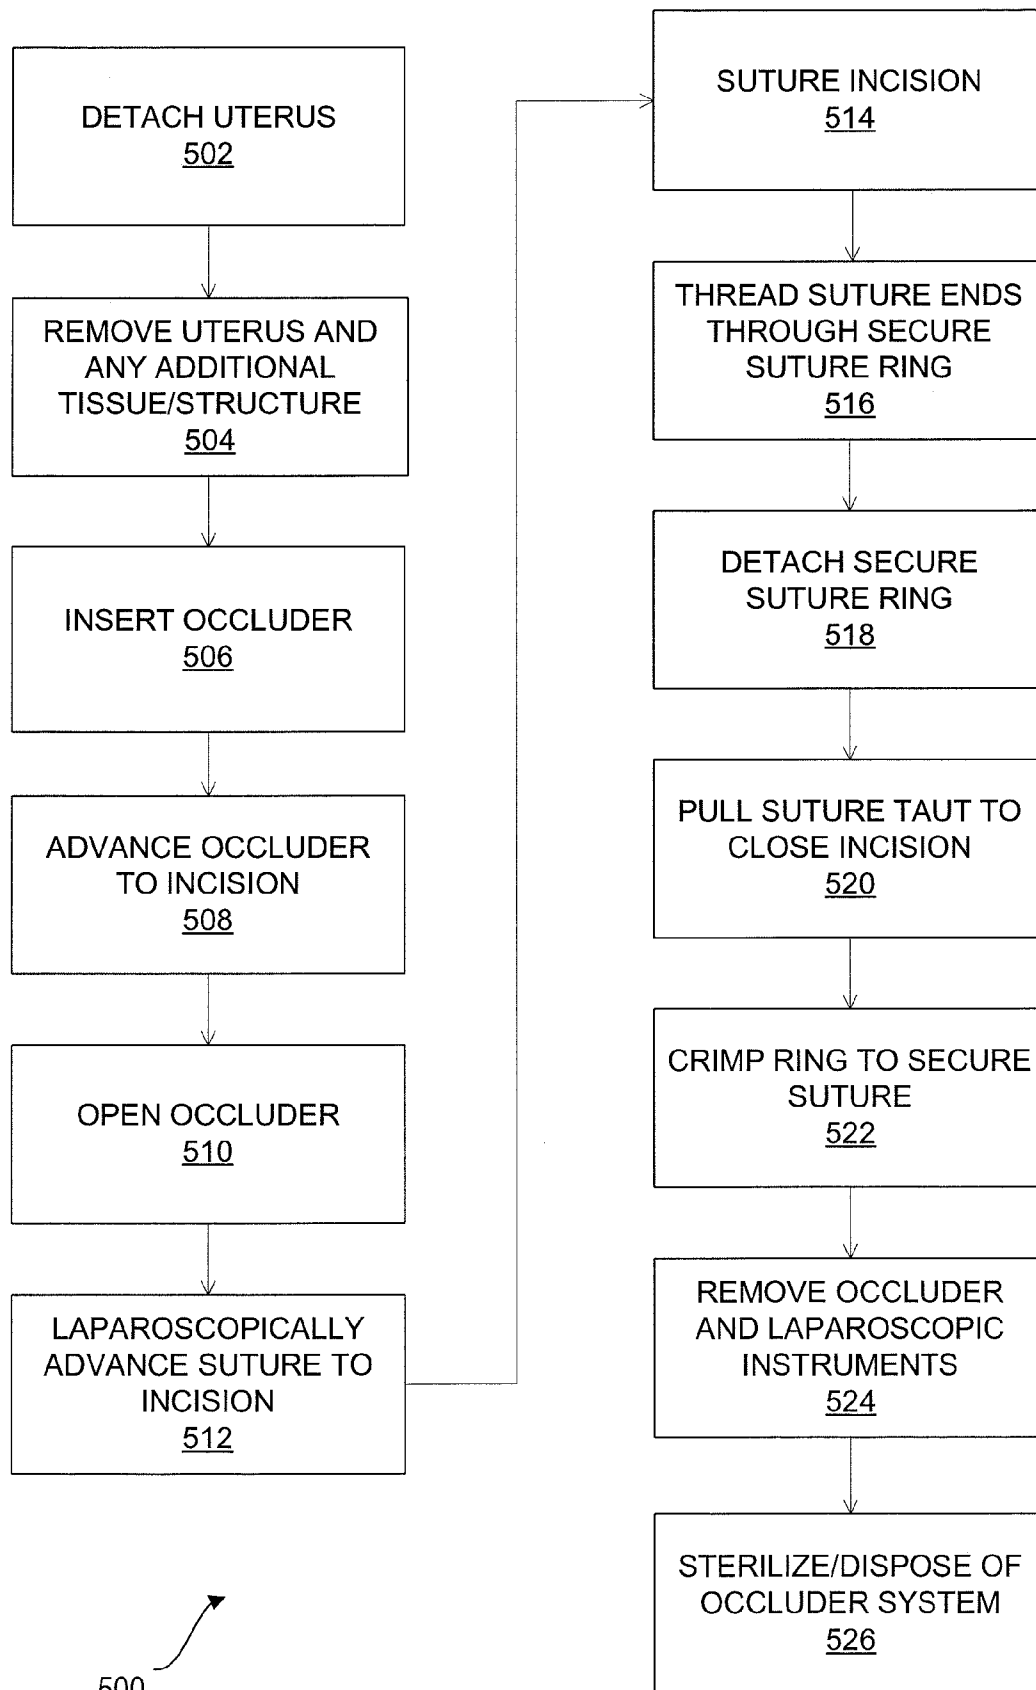 DETACH UTERUS
502
REMOVE UTERUS AND
ANY ADDITIONAL
TISSUE/STRUCTURE
504
INSERT OCCLUDER
506
ADVANCE OCCLUDER
TO INCISION
508
OPEN OCCLUDER
510
LAPAROSCOPICALLY
ADVANCE SUTURE TO
INCISION
512
500
SUTURE INCISION
514
THREAD SUTURE ENDS
THROUGH SECURE
SUTURE RING
516
DETACH SECURE
SUTURE RING
518
PULL SUTURE TAUT TO
CLOSE INCISION
520
CRIMP RING TO SECURE
SUTURE
522
REMOVE OCCLUDER
AND LAPAROSCOPIC
INSTRUMENTS
524
STERILIZE/DISPOSE OF
OCCLUDER SYSTEM
526